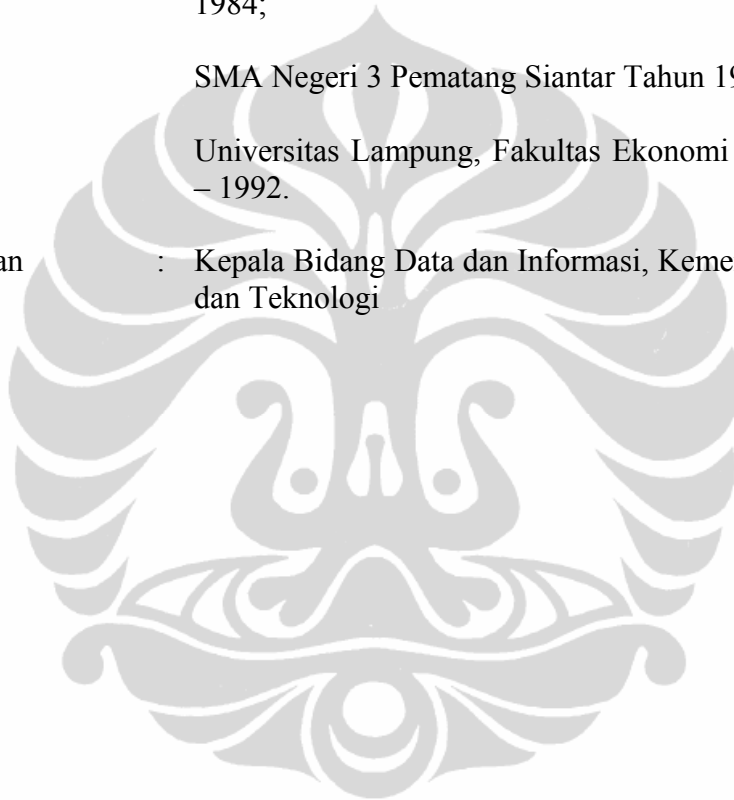 1984;
SMA Negeri 3 Pematang Siantar Tahun 19
Universitas Lampung, Fakultas Ekonomi
– 1992.
an : Kepala Bidang Data dan Informasi, Keme
dan Teknologi